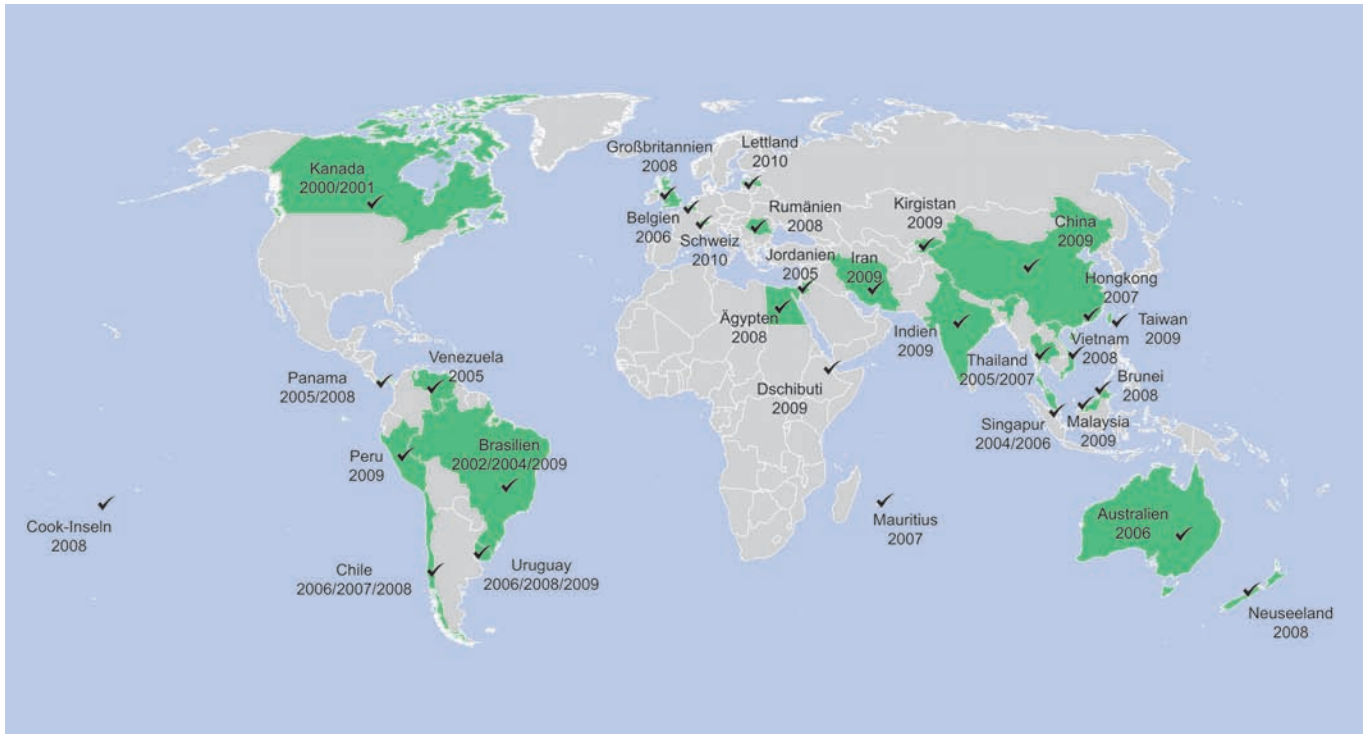 Kanada
2000/2001
Großbritannien
2008
Lettland
2010
Belgien
2006
Schweiz
2010
Rumänien
2008
Kirgistan
2009
China
2009
Jordanien
2005
Iran
2009
Hongkong
2007
Ägypten
2008
Indien
2009
Taiwan
2009
Vietnam
2008
Thailand
2005/2007
Venezuela
2005
Panama
2005/2008
Dschibuti
2009
Brunei
2008
Singapur
2004/2006
Malaysia
2009
Brasilien
2002/2004/2009
Peru
2009
Cook-Inseln
2008
Mauritius
2007
Australien
2006
Chile
2006/2007/2008
Uruguay
2006/2008/2009
Neuseeland
2008